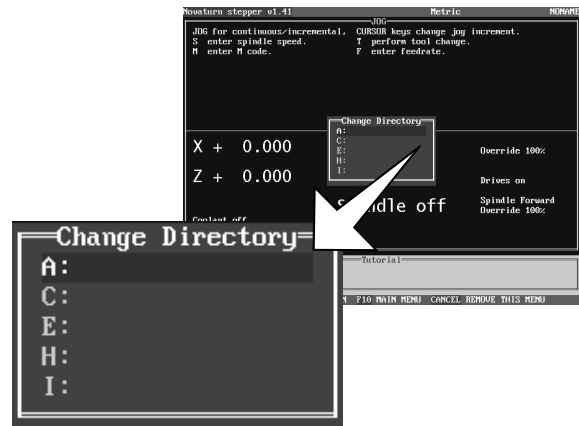 Novaturn stepper v1.41 Metric NONAME
JOG
JOG for continuous/incremental, CURSOR keys change jog increment.
S enter spindle speed. T perform tool change.
M enter M code. F enter feedrate.
Change Directory
A:
C:
E:
H:
I:
X + 0.000
Override 100%
Z + 0.000
Drives on
Spindle off
Spindle Forward
Override 100%
Coolant off
Tutorial
F10 MAIN MENU CANCEL REMOVE THIS MENU
Change Directory
A:
C:
E:
H:
I: